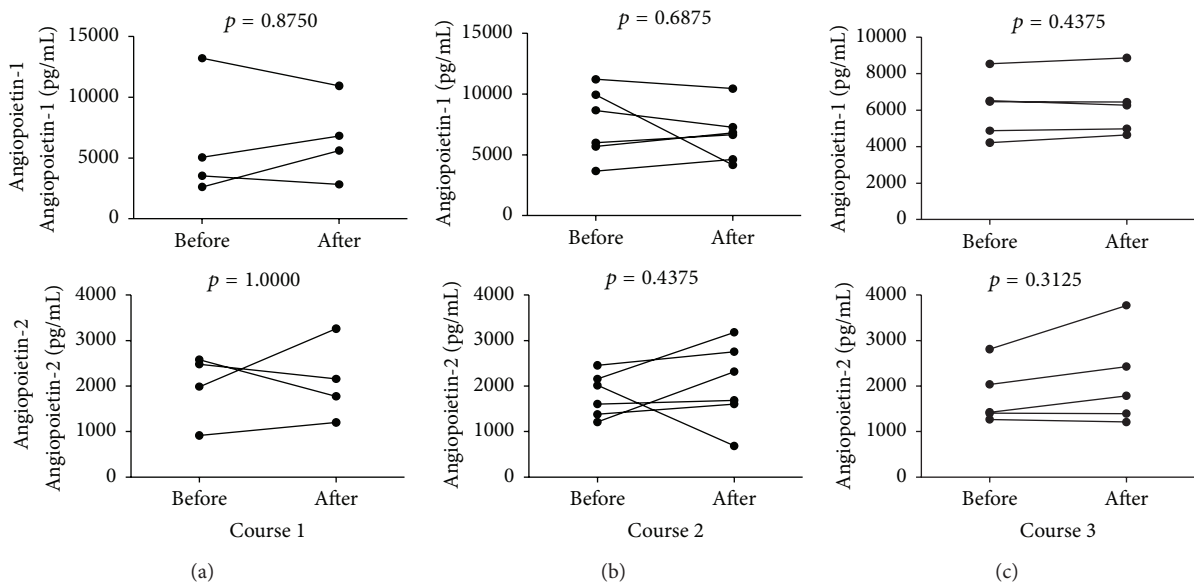 Angiopoietin-1
Angiopoietin-1 (pg/mL)
p = 0.8750
15000
10000
5000
0
Before After
Angiopoietin-1 (pg/mL)
p = 0.6875
15000
10000
5000
0
Before After
Angiopoietin-1 (pg/mL)
p = 0.4375
10000
8000
6000
4000
2000
0
Before After
Angiopoietin-2
Angiopoietin-2 (pg/mL)
p = 1.0000
4000
3000
2000
1000
0
Before After
Course 1
(a)
Angiopoietin-2 (pg/mL)
p = 0.4375
4000
3000
2000
1000
0
Before After
Course 2
(b)
Angiopoietin-2 (pg/mL)
p = 0.3125
4000
3000
2000
1000
0
Before After
Course 3
(c)